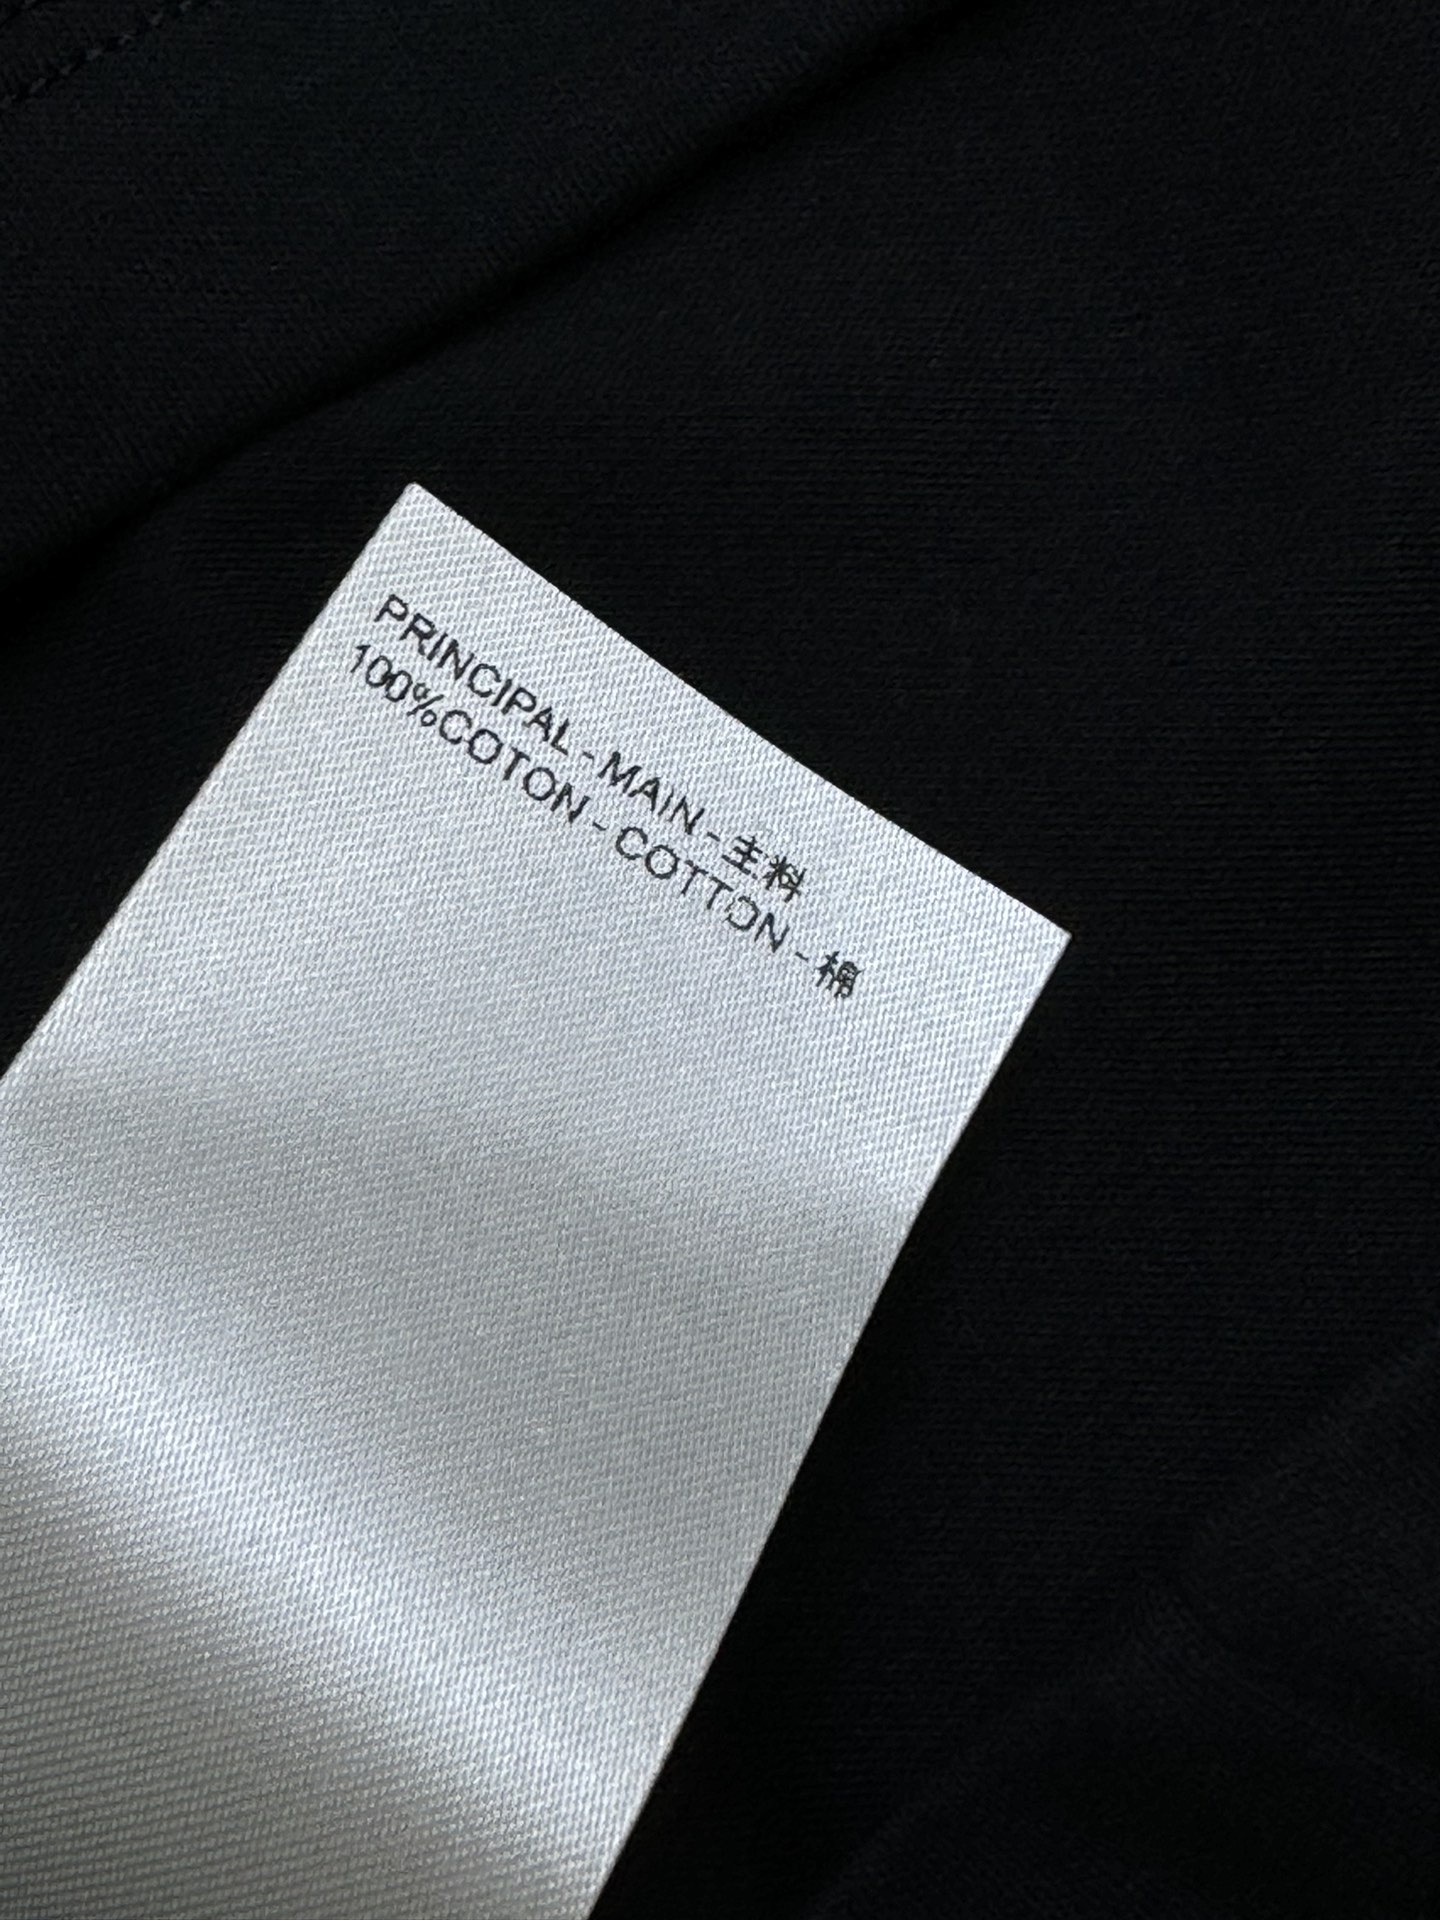 PRINCIPAL - MAIN - 主料
100%COTON - COTTON - 棉